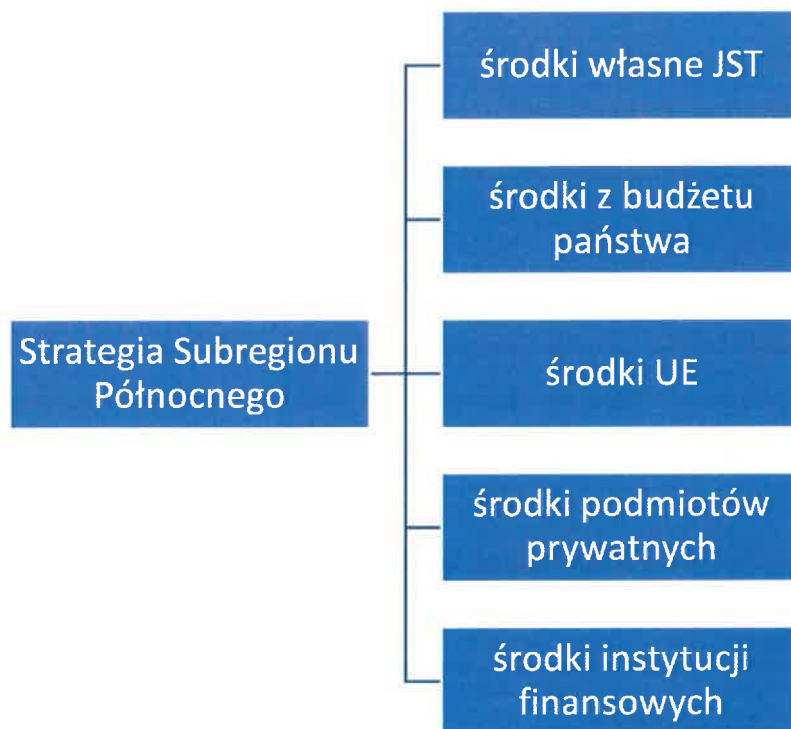 środki własne JST
środki z budżetu
państwa
Strategia Subregionu
Północnego
środki UE
środki podmiotów
prywatnych
środki instytucji
finansowych